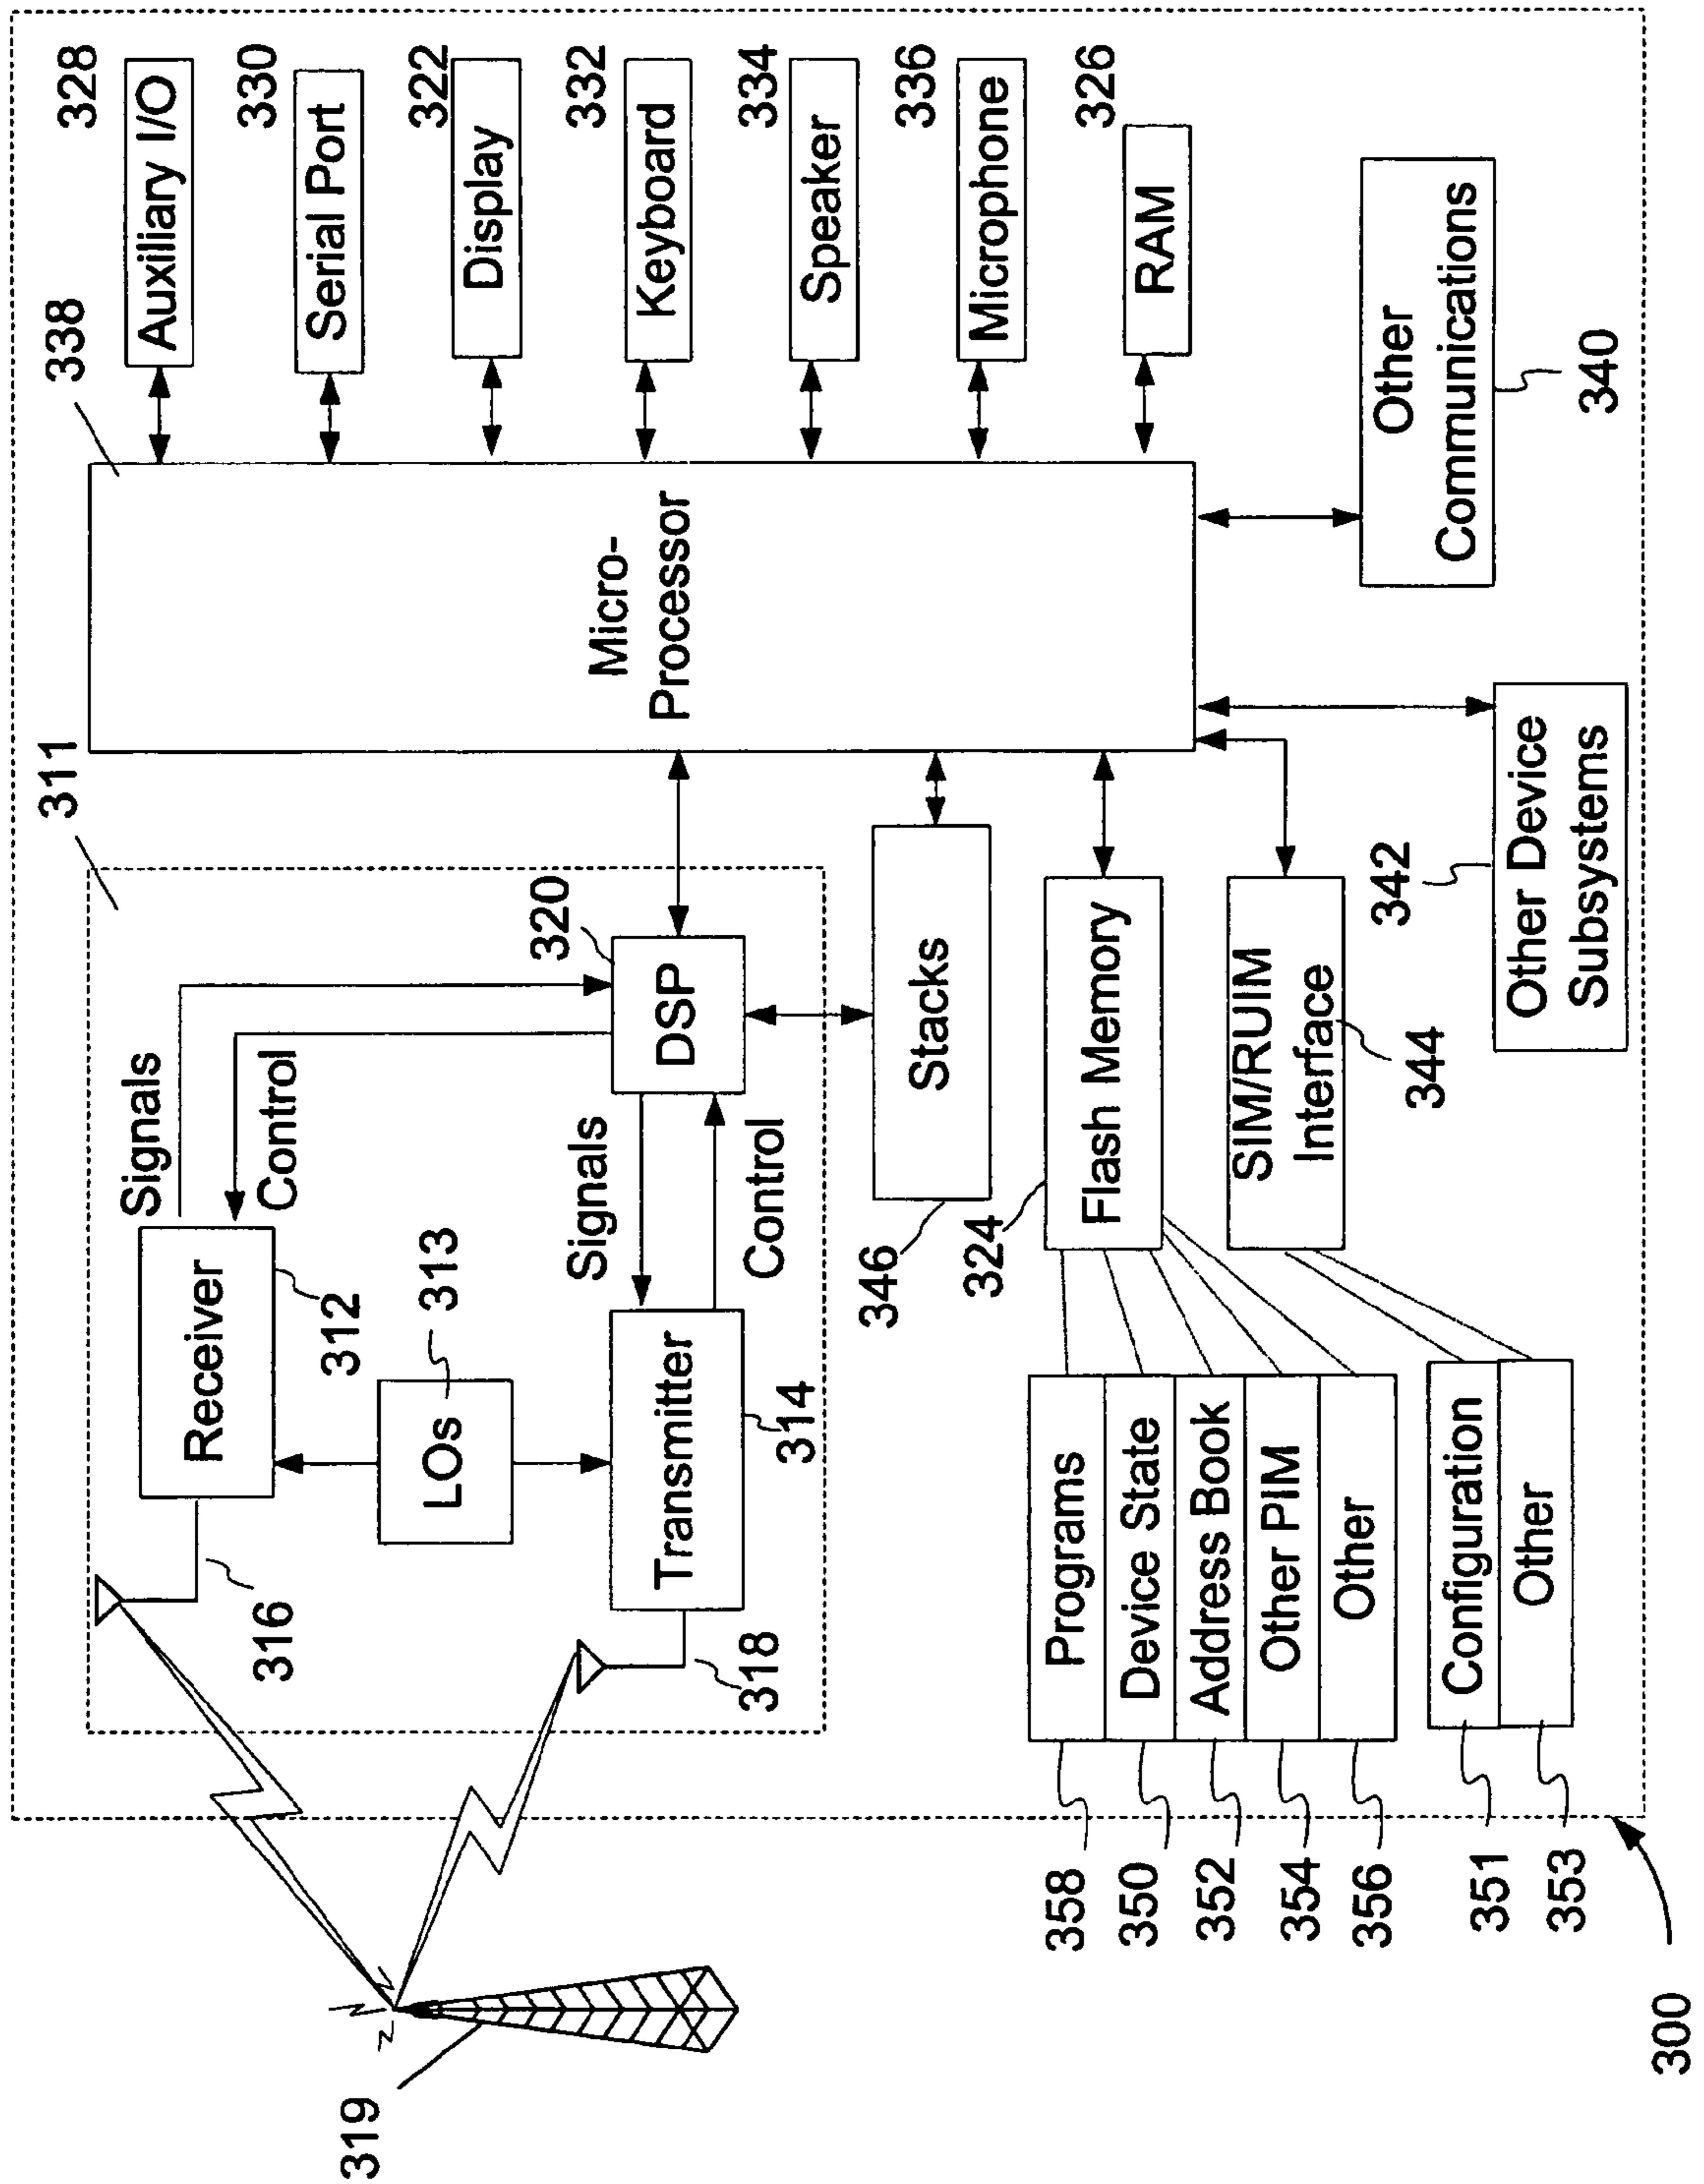 328
Auxiliary I/O
330
Serial Port
322
Display
332
Keyboard
334
Speaker
336
Microphone
326
RAM
338
Micro-
Processor
Other
Communications
340
311
Signals
Control
Receiver
312
LOs
313
316
320
DSP
Signals
Control
Transmitter
314
318
Stacks
346
324
Flash Memory
SIM/RUIM
Interface
344
342
Other Device
Subsystems
Programs
Device State
Address Book
Other PIM
Other
Configuration
Other
358
350
352
354
356
351
353
319
300